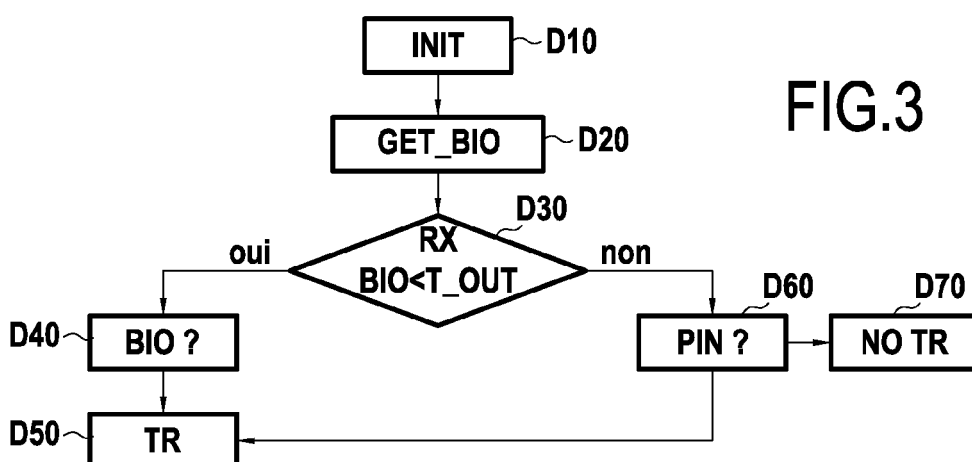 INIT
D10
FIG.3
GET_BIO
D20
D30
RX
BIO<T_OUT
oui
non
D60
D70
D40
BIO ?
PIN ?
NO TR
D50
TR